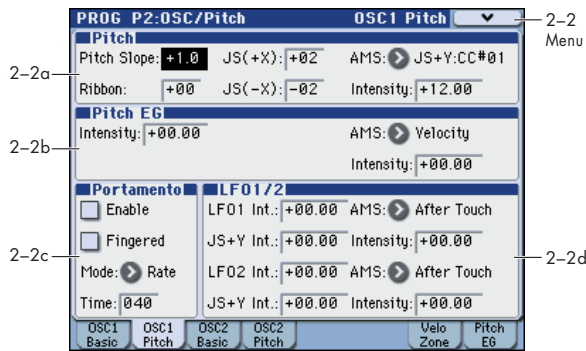 PROG P2:OSC/Pitch OSC1 Pitch
2–2
Menu
Pitch
Pitch Slope: +1.0 JS(+X): +02 AMS: JS+Y:CC#01
2–2a
Ribbon: +00 JS(-X): -02 Intensity: +12.00
Pitch EG
Intensity: +00.00 AMS: Velocity
2–2b
Intensity: +00.00
Portamento LFO1/2
Enable LFO1 Int.: +00.00 AMS: After Touch
Fingered JS+Y Int.: +00.00 Intensity: +00.00
2–2c 2–2d
Mode: Rate LFO2 Int.: +00.00 AMS: After Touch
Time: 040 JS+Y Int.: +00.00 Intensity: +00.00
OSC1 Basic OSC1 Pitch OSC2 Basic OSC2 Pitch Velo Zone Pitch EG